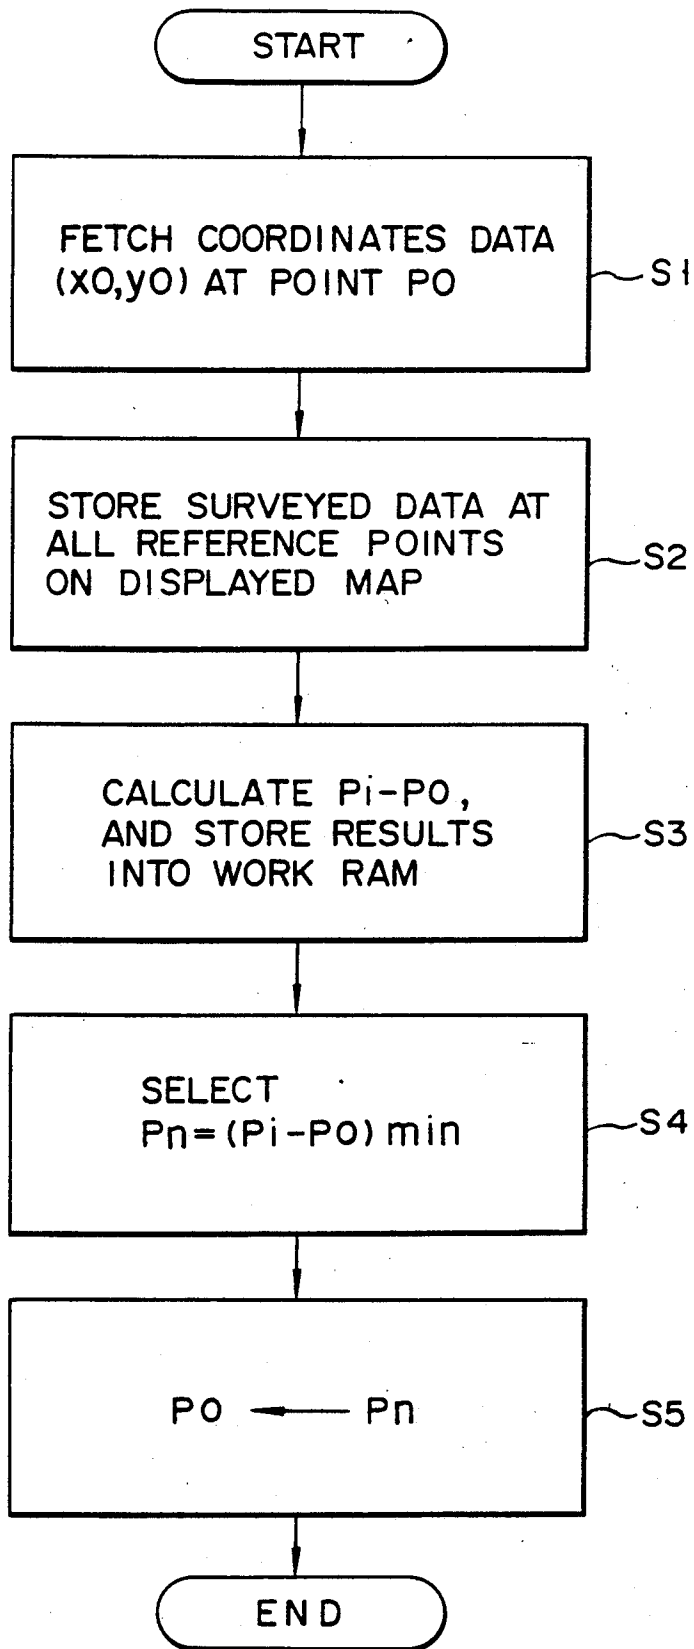 START
FETCH COORDINATES DATA
(x0,y0) AT POINT P0
S1
STORE SURVEYED DATA AT
ALL REFERENCE POINTS
ON DISPLAYED MAP
S2
CALCULATE Pi-P0,
AND STORE RESULTS
INTO WORK RAM
S3
SELECT
Pn=(Pi-P0)min
S4
P0 ← Pn
S5
END